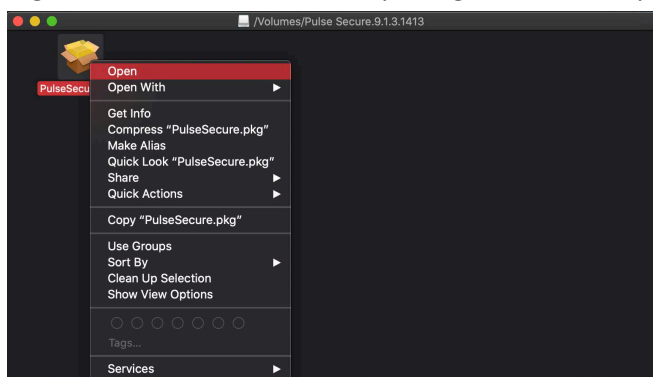 /Volumes/Pulse Secure.9.1.3.1413
PulseSecu
Open
Open With
Get Info
Compress “PulseSecure.pkg”
Make Alias
Quick Look “PulseSecure.pkg”
Share
Quick Actions
Copy “PulseSecure.pkg”
Use Groups
Sort By
Clean Up Selection
Show View Options
Tags...
Services